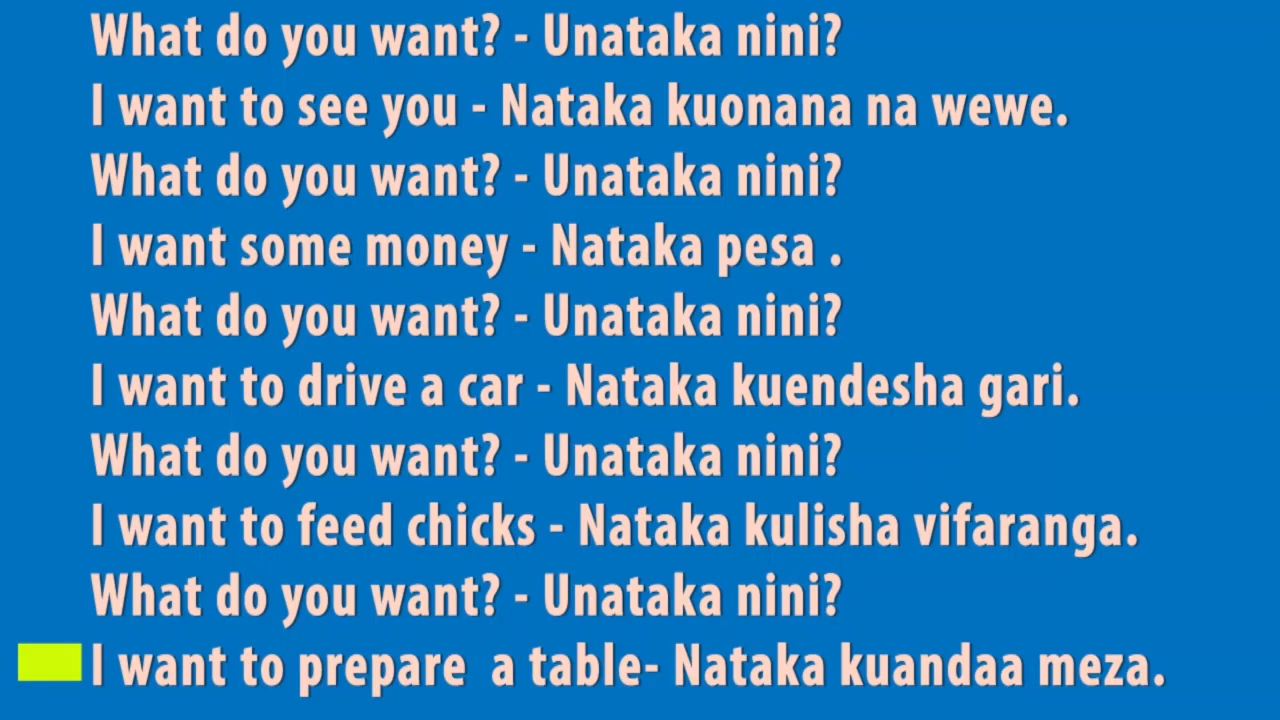 What do you want? - Unataka nini?
I want to see you - Nataka kuonana na wewe.
What do you want? - Unataka nini?
I want some money - Nataka pesa .
What do you want? - Unataka nini?
I want to drive a car - Nataka kuendesha gari.
What do you want? - Unataka nini?
I want to feed chicks - Nataka kulisha vifaranga.
What do you want? - Unataka nini?
I want to prepare  a table- Nataka kuandaa meza.